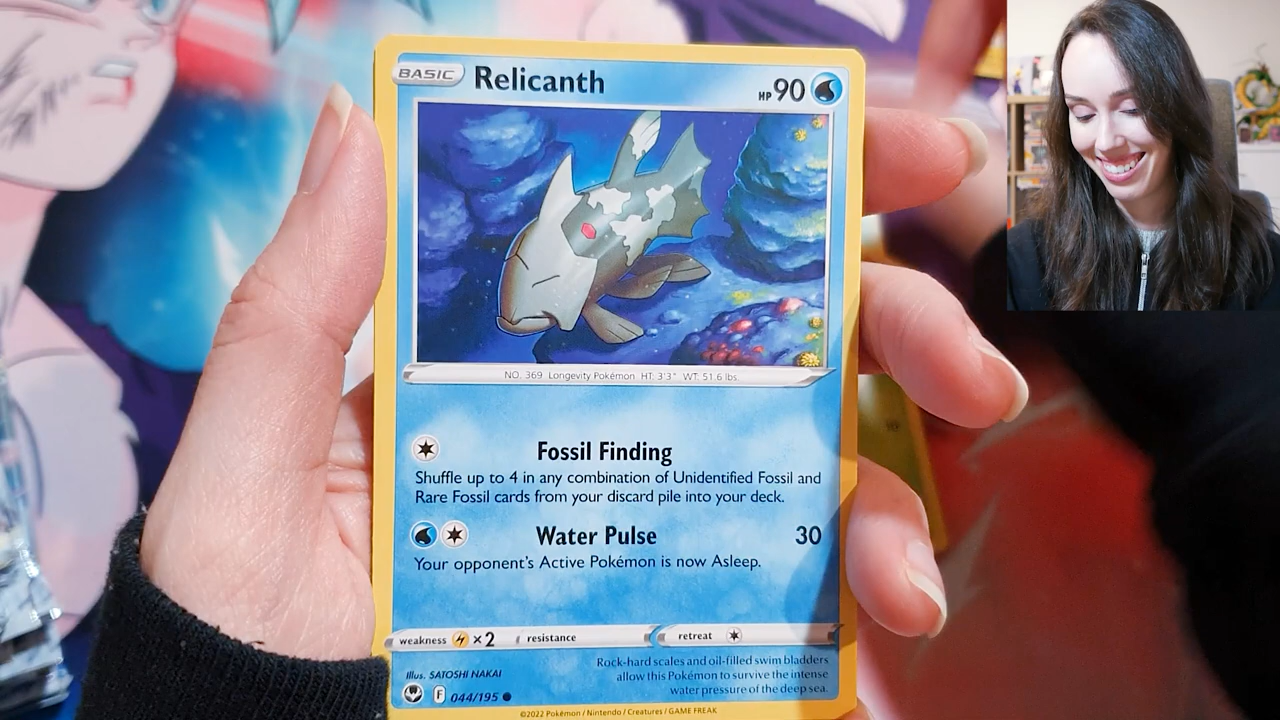 BASIC Relicanth HP 90
NO. 369 Longevity Pokémon HT: 3'3" WT: 51.6 lbs.
Fossil Finding
Shuffle up to 4 in any combination of Unidentified Fossil and
Rare Fossil cards from your discard pile into your deck.
Water Pulse 30
Your opponent's Active Pokémon is now Asleep.
weakness ×2 resistance retreat
Illus. SATOSHI NAKAI
F 044/195
Rock-hard scales and oil-filled swim bladders
allow this Pokémon to survive the intense
water pressure of the deep sea.
©2022 Pokémon / Nintendo / Creatures / GAME FREAK